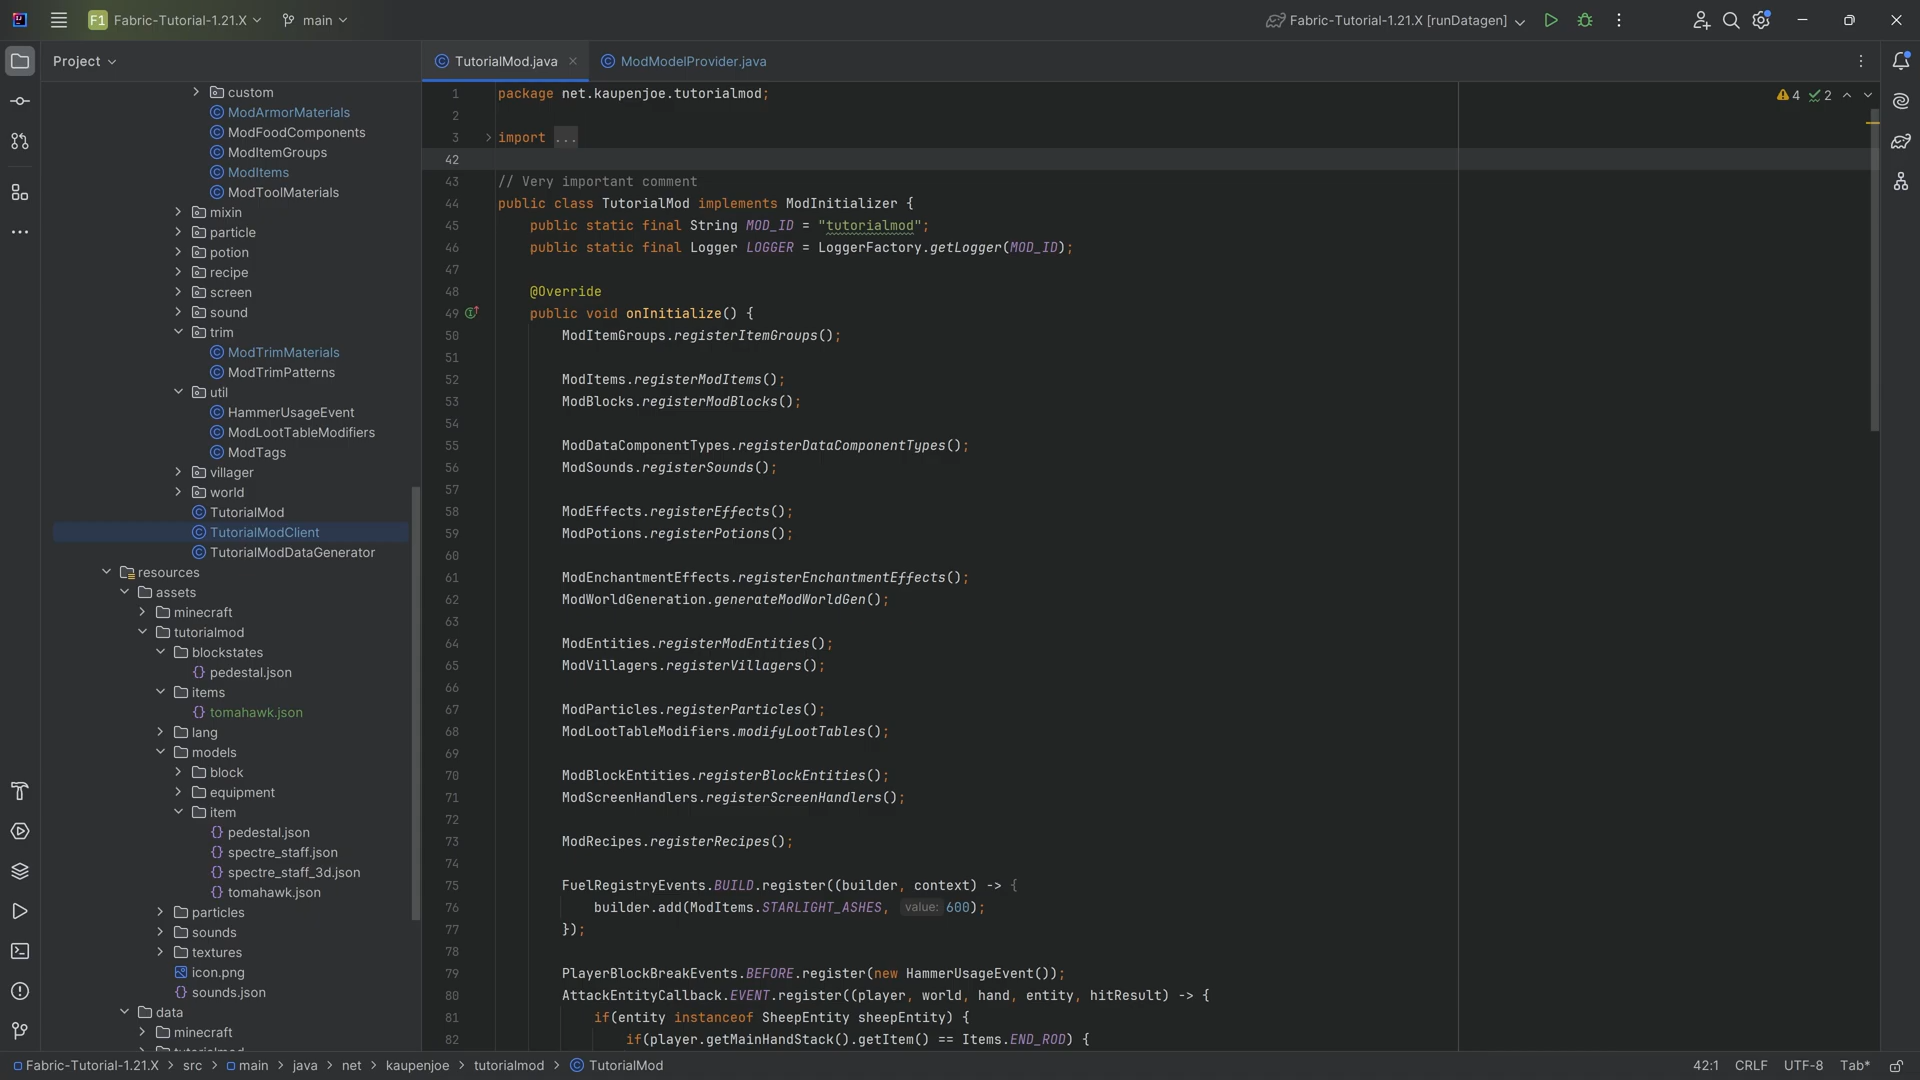 F1 Fabric-Tutorial-1.21.X main
Fabric-Tutorial-1.21.X [runDatagen]
Project
TutorialMod.java
ModModelProvider.java
custom
ModArmorMaterials
ModFoodComponents
ModItemGroups
ModItems
ModToolMaterials
mixin
particle
potion
recipe
screen
sound
trim
ModTrimMaterials
ModTrimPatterns
util
HammerUsageEvent
ModLootTableModifiers
ModTags
villager
world
TutorialMod
TutorialModClient
TutorialModDataGenerator
resources
assets
minecraft
tutorialmod
blockstates
pedestal.json
items
tomahawk.json
lang
models
block
equipment
item
pedestal.json
spectre_staff.json
spectre_staff_3d.json
tomahawk.json
particles
sounds
textures
icon.png
sounds.json
data
minecraft
1 package net.kaupenjoe.tutorialmod;
2
3 import ...
42
43 // Very important comment
44 public class TutorialMod implements ModInitializer {
45 public static final String MOD_ID = "tutorialmod";
46 public static final Logger LOGGER = LoggerFactory.getLogger(MOD_ID);
47
48 @Override
49 public void onInitialize() {
50 ModItemGroups.registerItemGroups();
51
52 ModItems.registerModItems();
53 ModBlocks.registerModBlocks();
54
55 ModDataComponentTypes.registerDataComponentTypes();
56 ModSounds.registerSounds();
57
58 ModEffects.registerEffects();
59 ModPotions.registerPotions();
60
61 ModEnchantmentEffects.registerEnchantmentEffects();
62 ModWorldGeneration.generateModWorldGen();
63
64 ModEntities.registerModEntities();
65 ModVillagers.registerVillagers();
66
67 ModParticles.registerParticles();
68 ModLootTableModifiers.modifyLootTables();
69
70 ModBlockEntities.registerBlockEntities();
71 ModScreenHandlers.registerScreenHandlers();
72
73 ModRecipes.registerRecipes();
74
75 FuelRegistryEvents.BUILD.register((builder, context) -> {
76 builder.add(ModItems.STARLIGHT_ASHES, value: 600);
77 });
78
79 PlayerBlockBreakEvents.BEFORE.register(new HammerUsageEvent());
80 AttackEntityCallback.EVENT.register((player, world, hand, entity, hitResult) -> {
81 if(entity instanceof SheepEntity sheepEntity) {
82 if(player.getMainHandStack().getItem() == Items.END_ROD) {
4 2
Fabric-Tutorial-1.21.X > src > main > java > net > kaupenjoe > tutorialmod > TutorialMod
42:1 CRLF UTF-8 Tab*